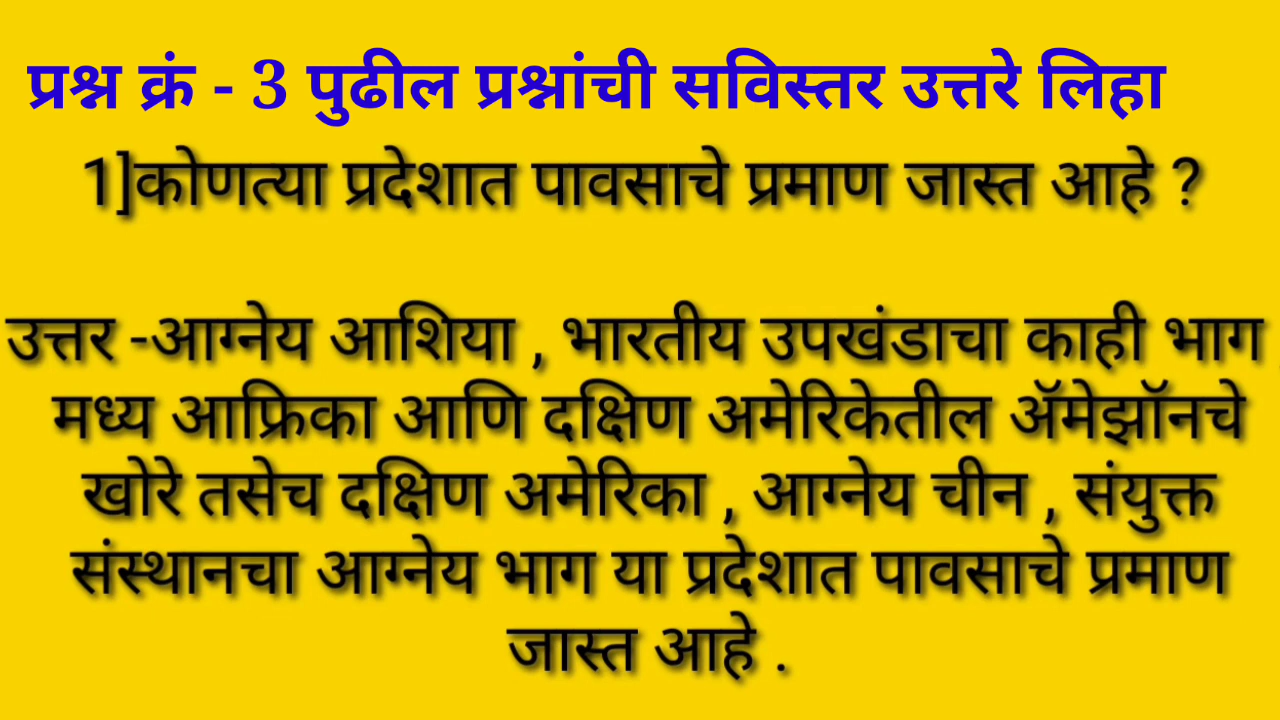 प्रश्न क्रं - 3 पुढील प्रश्नांची सविस्तर उत्तरे लिहा
1]कोणत्या प्रदेशात पावसाचे प्रमाण जास्त आहे ?
उत्तर -आग्नेय आशिया , भारतीय उपखंडाचा काही भाग ,
मध्य आफ्रिका आणि दक्षिण अमेरिकेतील ॲमेझॉनचे
खोरे तसेच दक्षिण अमेरिका , आग्नेय चीन , संयुक्त
संस्थानचा आग्नेय भाग या प्रदेशात पावसाचे प्रमाण
जास्त आहे .